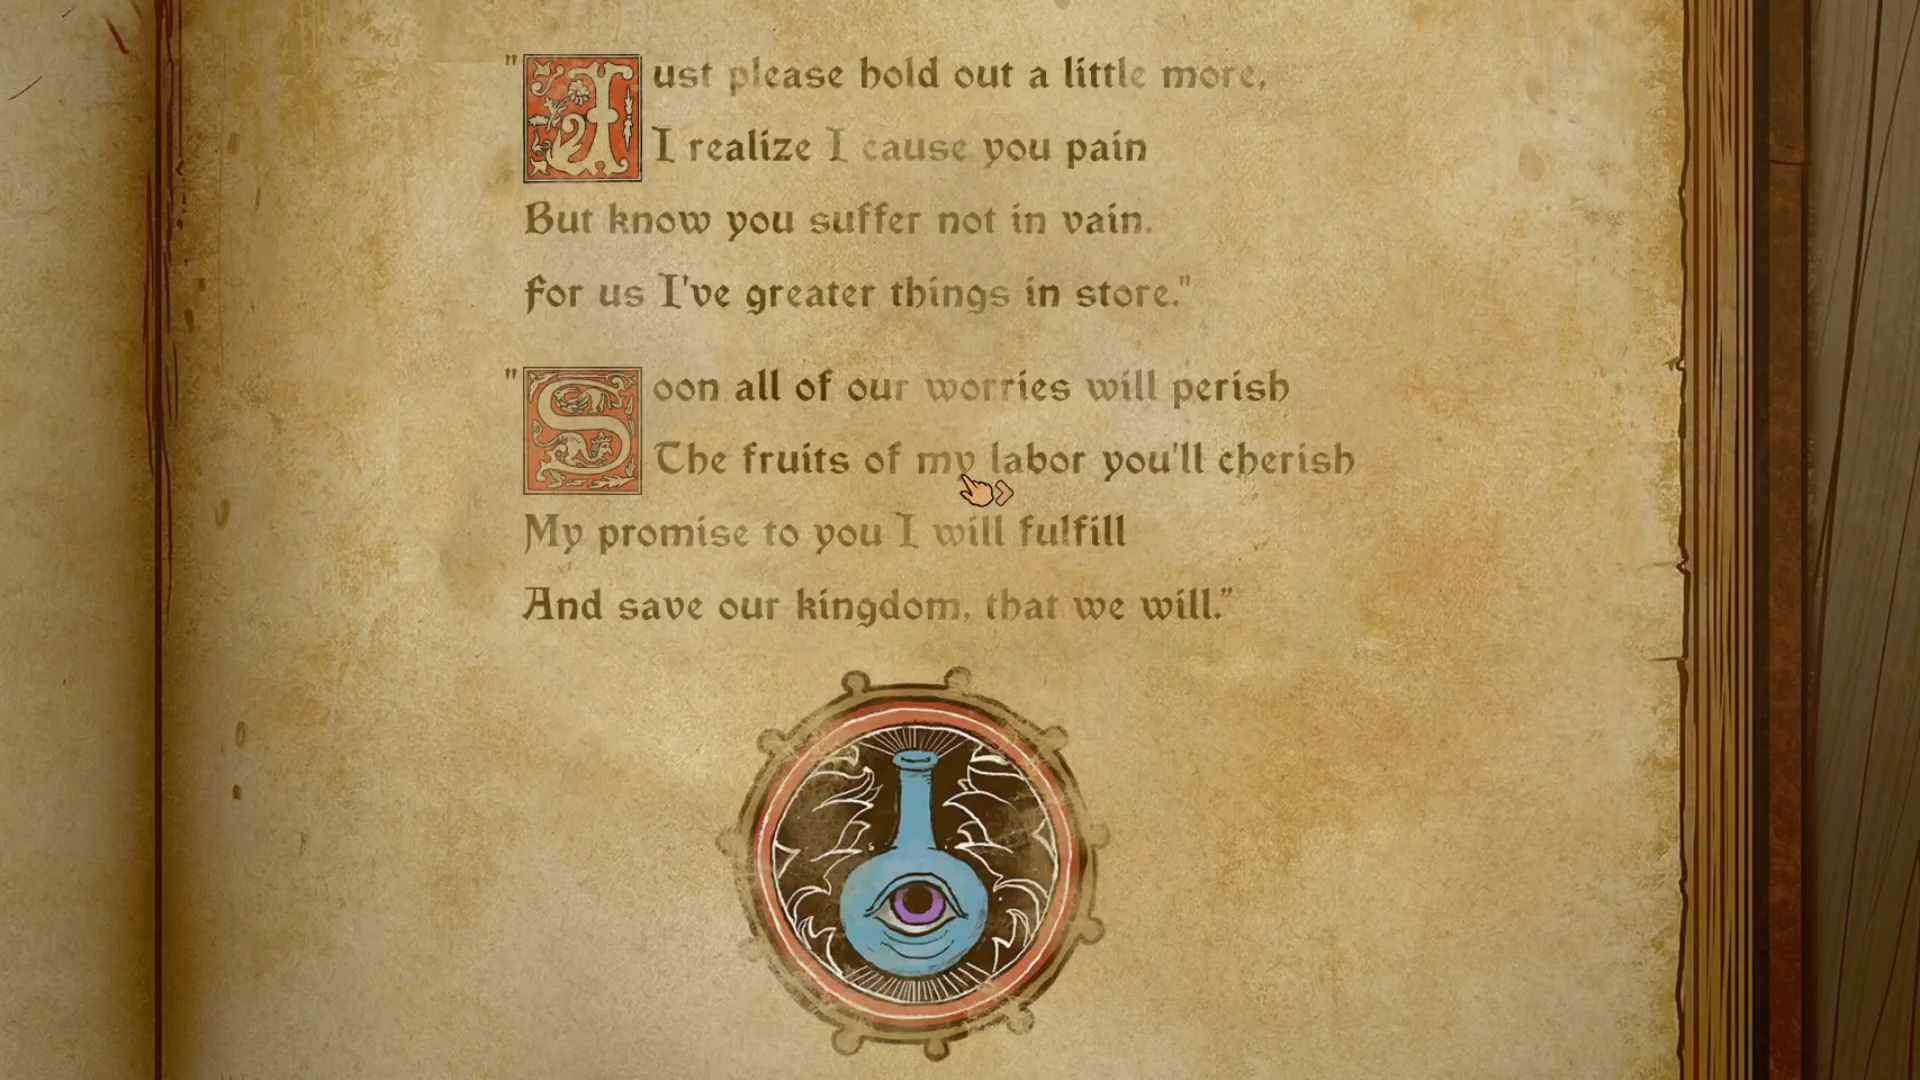 "Just please hold out a little more,
I realize I cause you pain
But know you suffer not in vain.
for us I've greater things in store."
"Soon all of our worries will perish
The fruits of my labor you'll cherish
My promise to you I will fulfill
And save our kingdom, that we will."